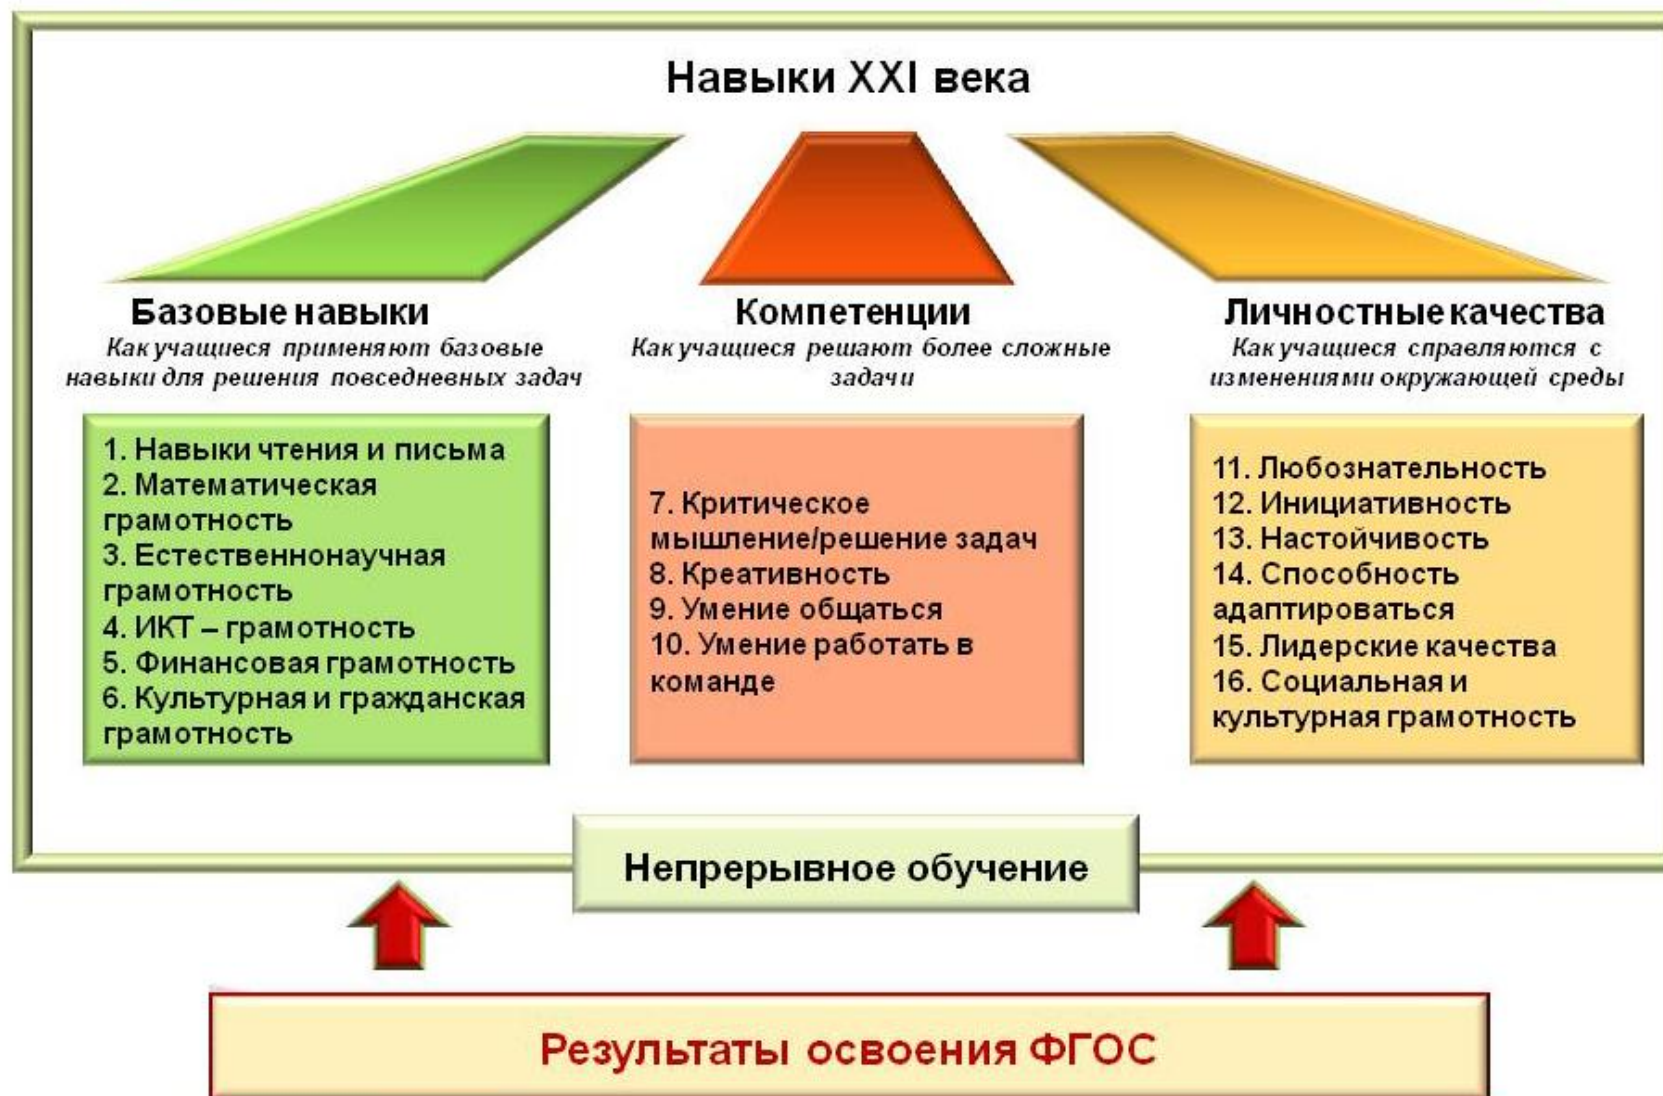 Навыки XXI века
Базовые навыки
Как учащиеся применяют базовые
навыки для решения повседневных задач
1. Навыки чтения и письма
2. Математическая
грамотность
3. Естественнонаучная
грамотность
4. ИКТ – грамотность
5. Финансовая грамотность
6. Культурная и гражданская
грамотность
Компетенции
Как учащиеся решают более сложные
задачи
7. Критическое
мышление/решение задач
8. Креативность
9. Умение общаться
10. Умение работать в
команде
Личностные качества
Как учащиеся справляются с
изменениями окружающей среды
11. Любознательность
12. Инициативность
13. Настойчивость
14. Способность
адаптироваться
15. Лидерские качества
16. Социальная и
культурная грамотность
Непрерывное обучение
Результаты освоения ФГОС